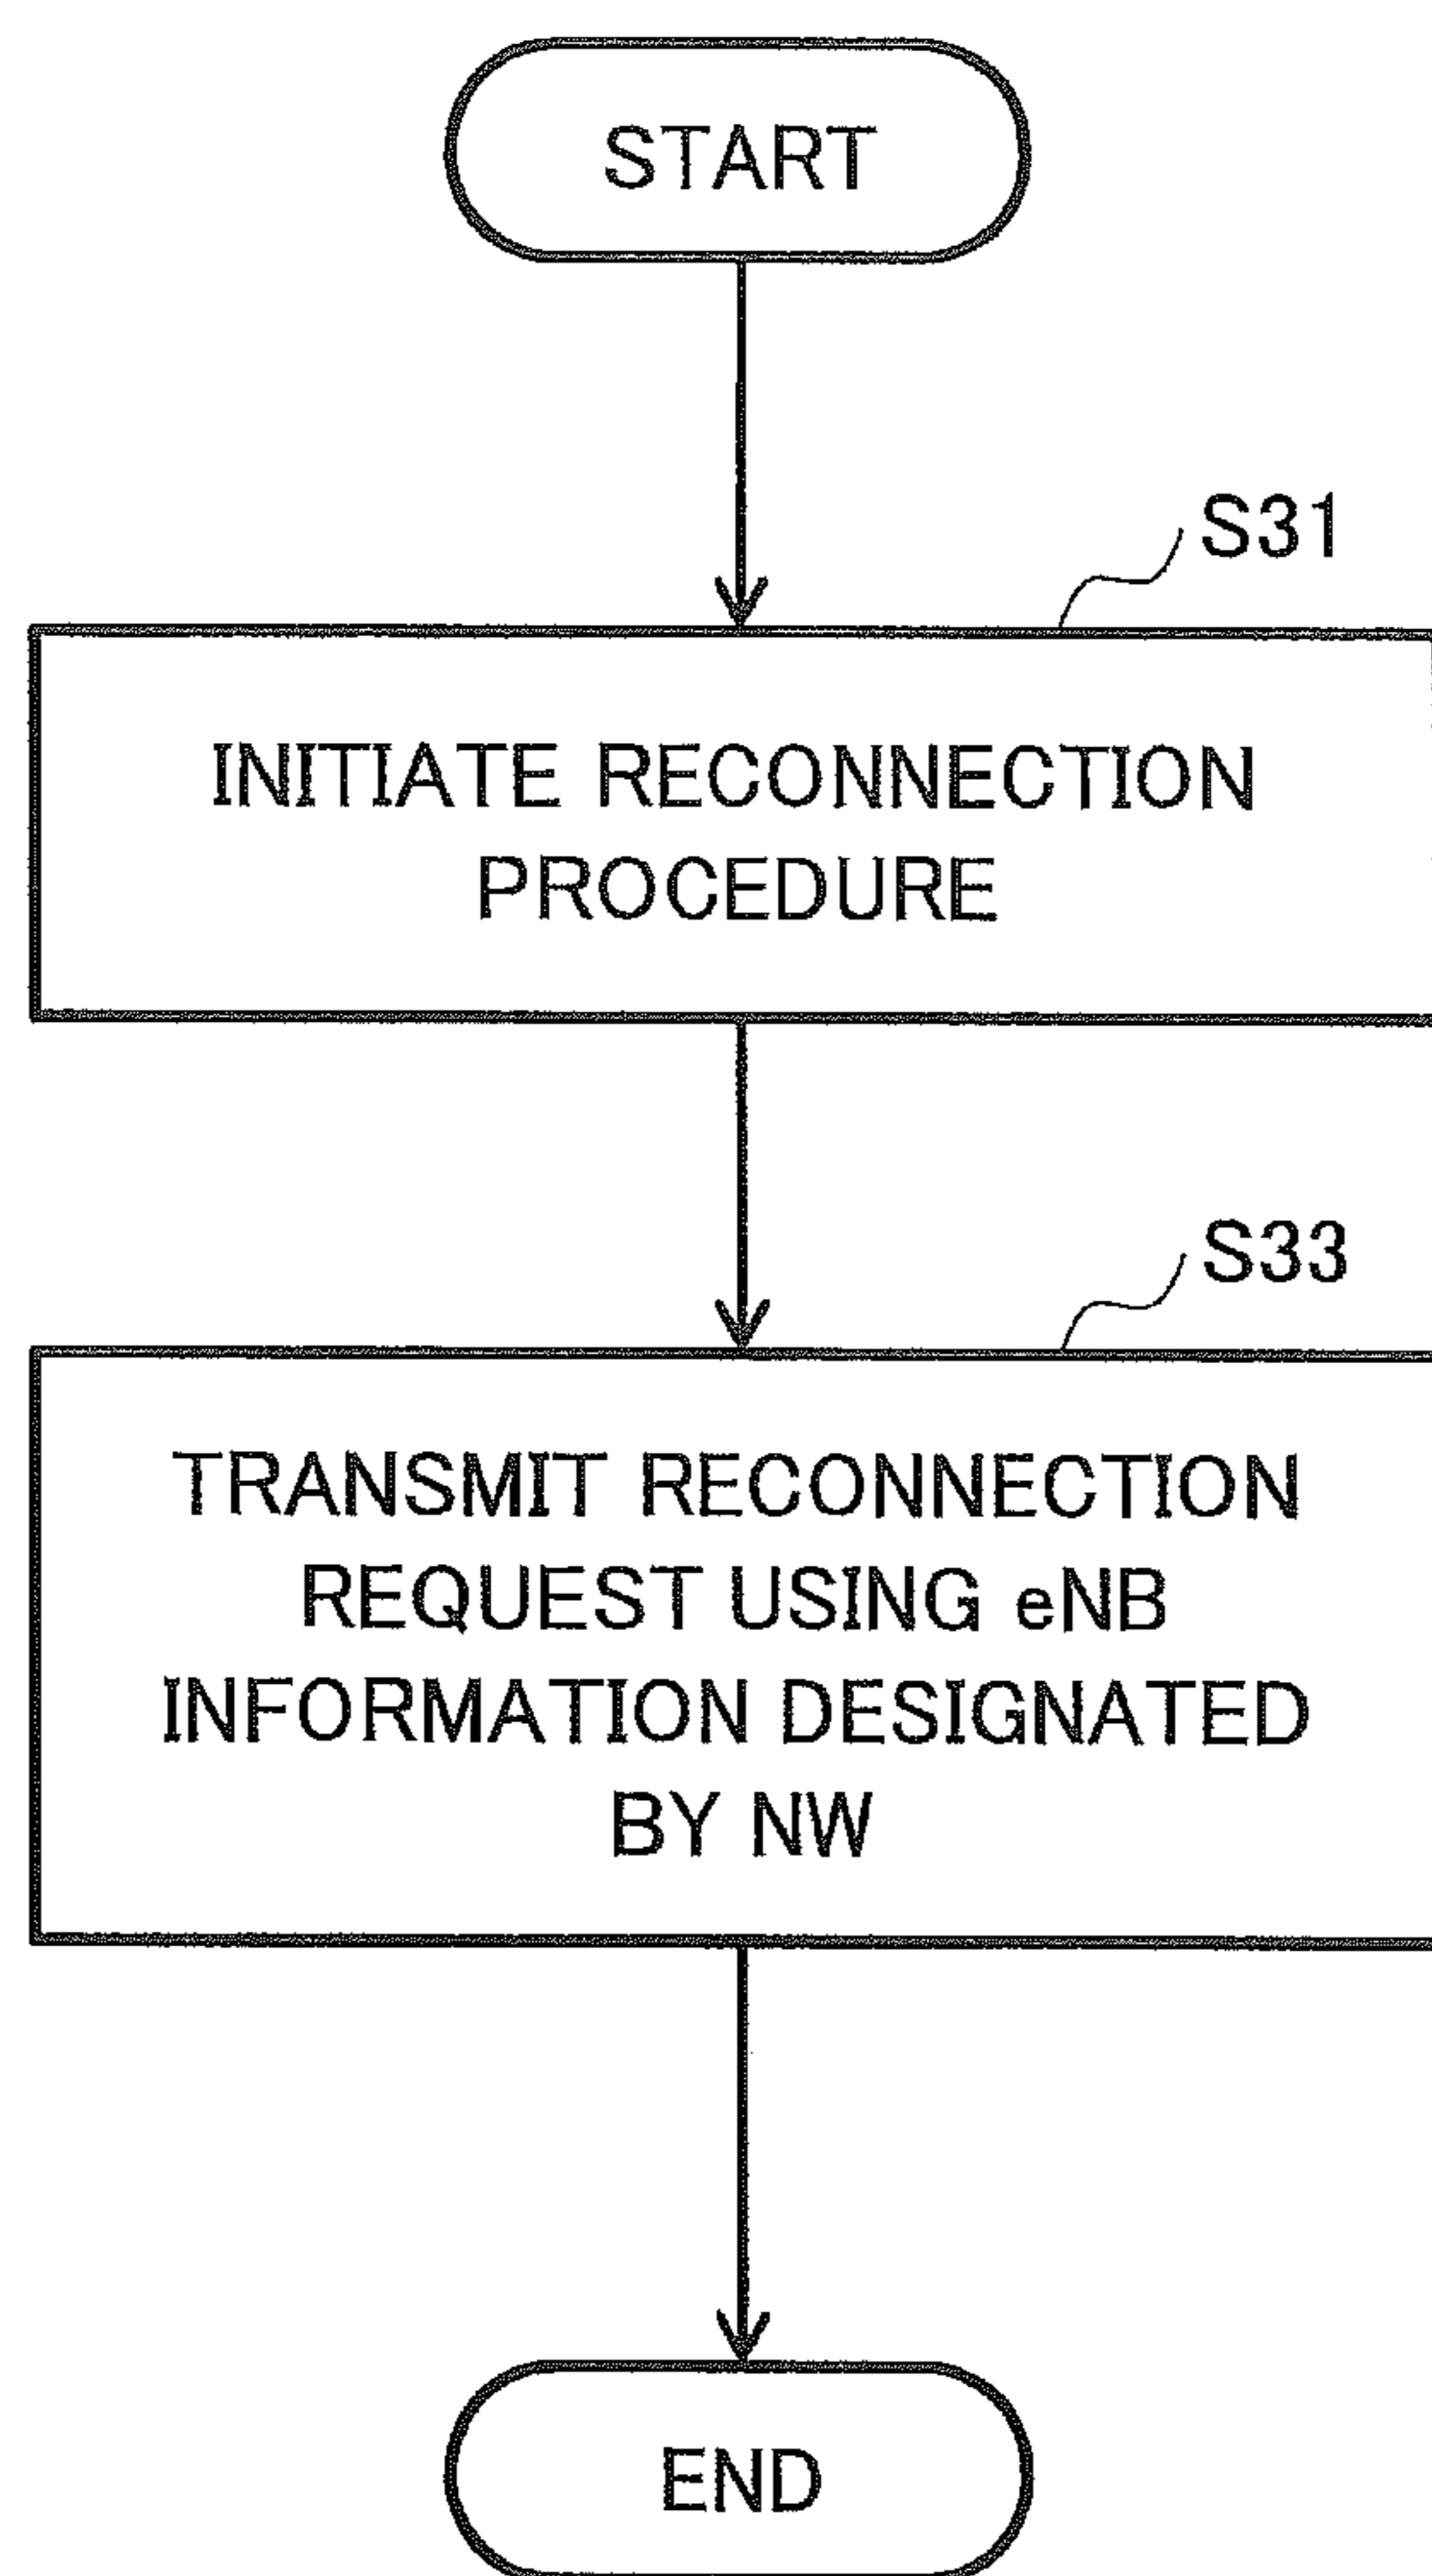 START
S31
INITIATE RECONNECTION
PROCEDURE
S33
TRANSMIT RECONNECTION
REQUEST USING eNB
INFORMATION DESIGNATED
BY NW
END